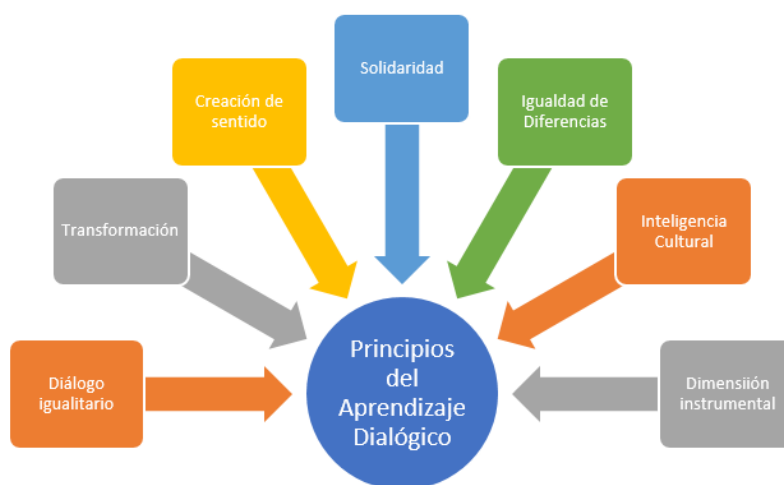 Solidaridad
Creación de
sentido
Igualdad de
Diferencias
Transformación
Inteligencia
Cultural
Diálogo
igualitario
Principios
del
Aprendizaje
Dialógico
Dimensiión
instrumental